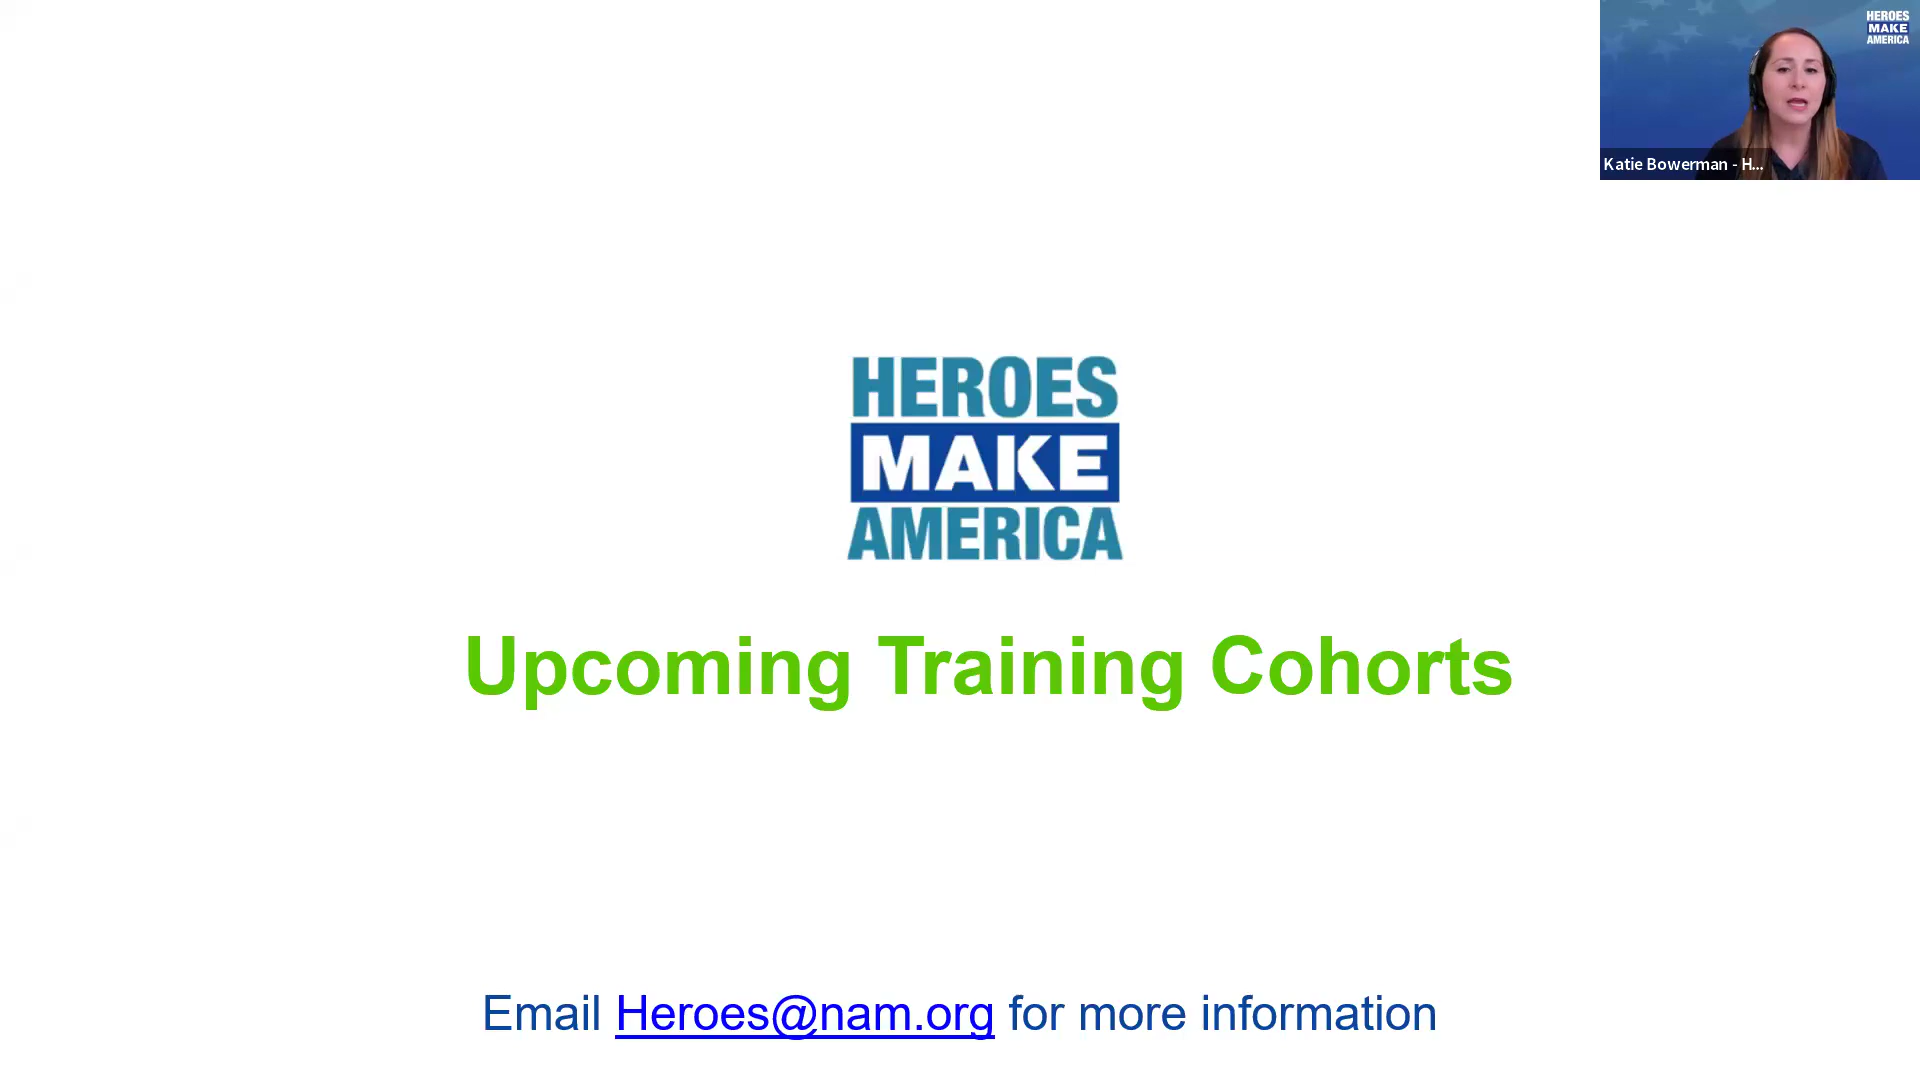 HEROES
MAKE
AMERICA
Katie Bowerman - H...
HEROES
MAKE
AMERICA
Upcoming Training Cohorts
Email Heroes@nam.org for more information